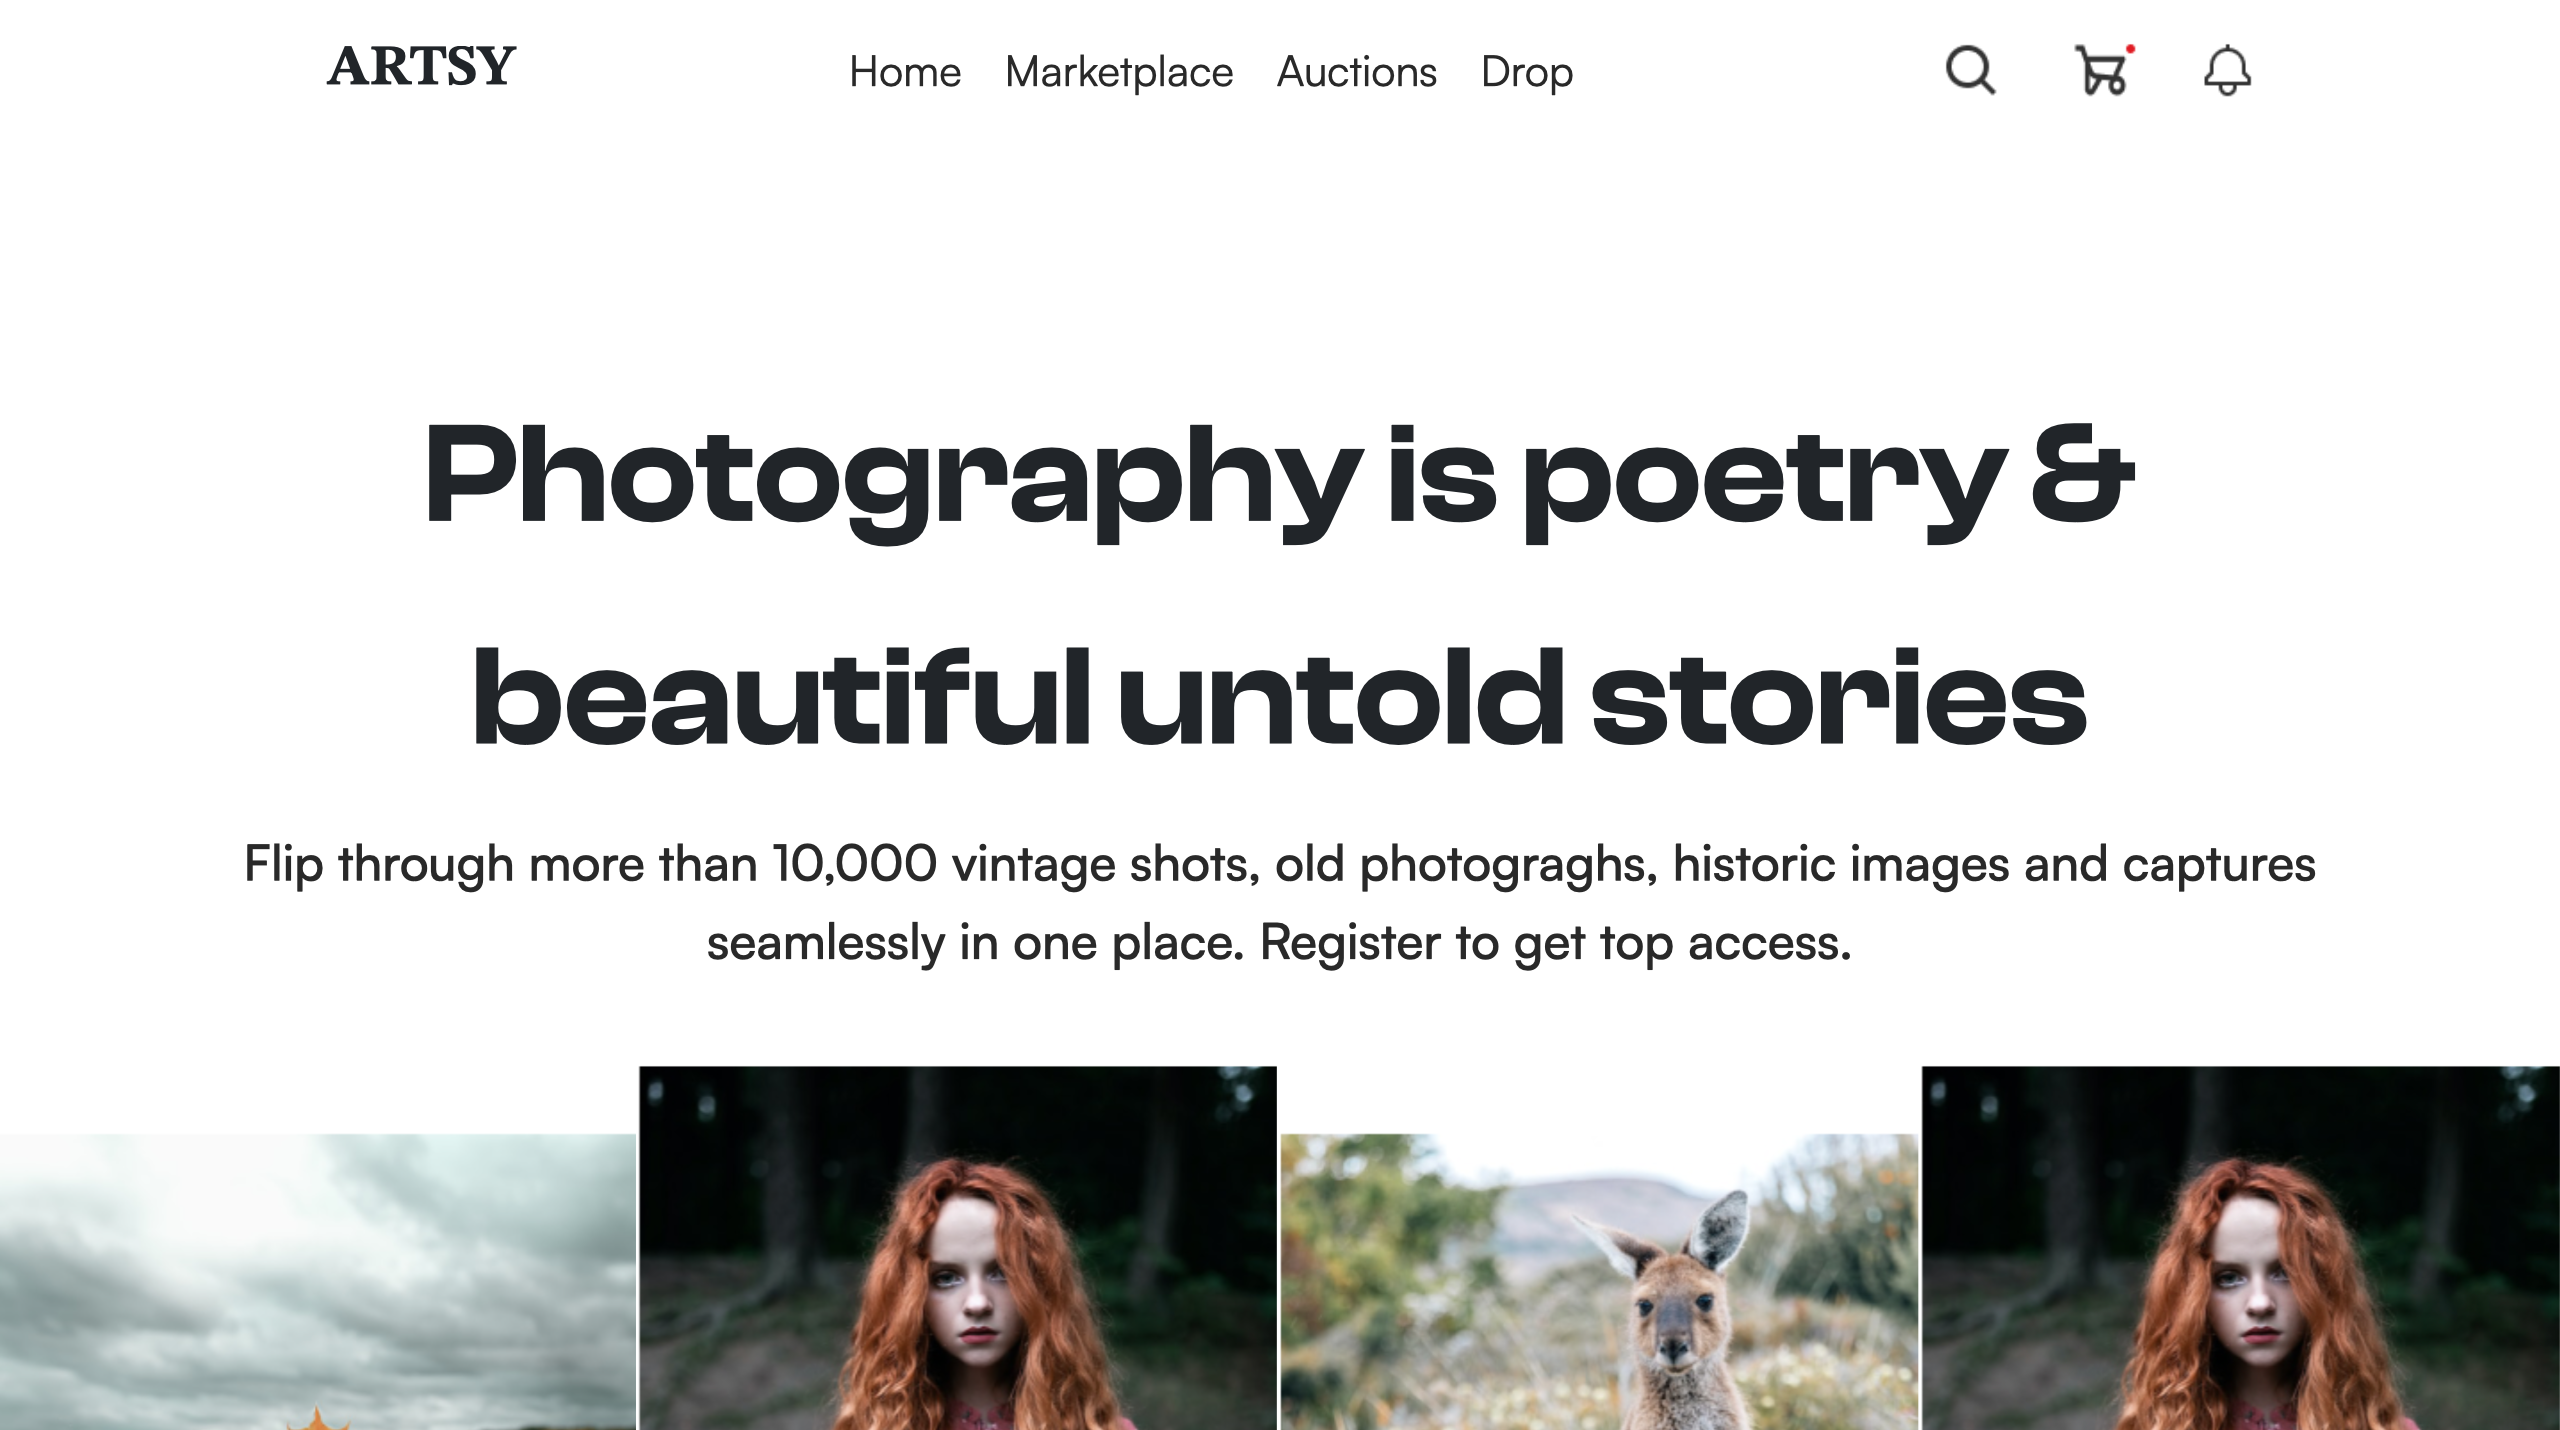 ARTSY
Home Marketplace Auctions Drop
Photography is poetry &
beautiful untold stories
Flip through more than 10,000 vintage shots, old photograghs, historic images and captures
seamlessly in one place. Register to get top access.